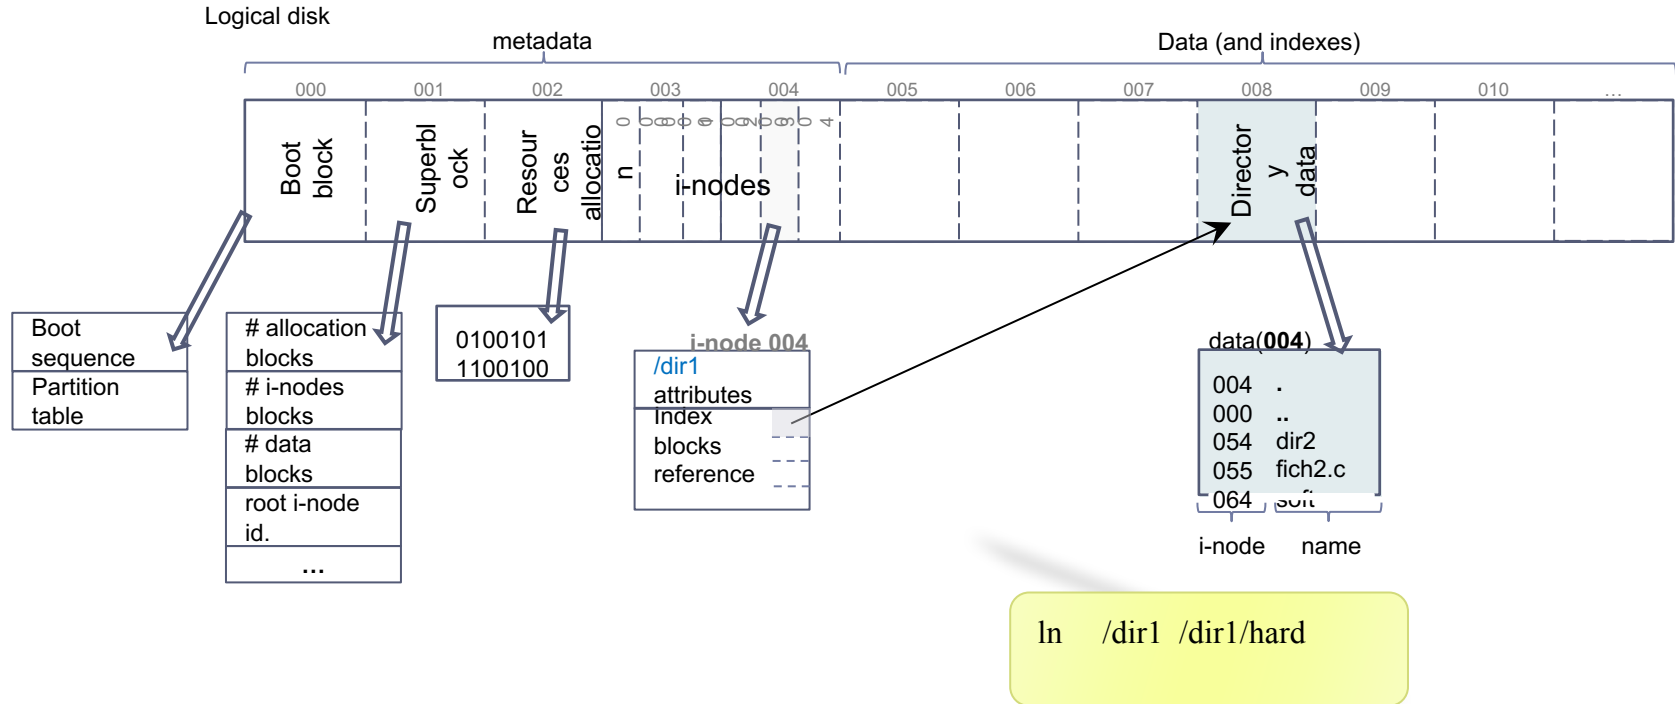 Logical disk
metadata
Data (and indexes)
000 001 002 003 004 005 006 007 008 009 010 ...
Boot
block
Superbl
ock
Resour
ces
allocatio
n
i-nodes
Director
y
data
Boot
sequence
Partition
table
# allocation
blocks
# i-nodes
blocks
# data
blocks
root i-node
id.
...
0100101
1100100
i-node 004
/dir1
attributes
Index
blocks
reference
data(004)
004 .
000 ..
054 dir2
055 fich2.c
064 soft
i-node name
ln /dir1 /dir1/hard